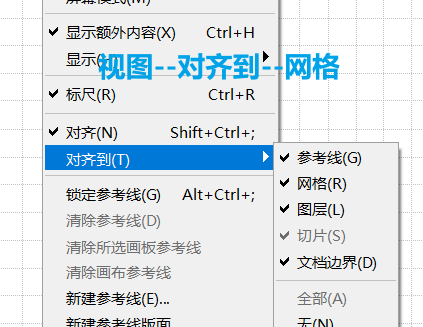 屏幕模式(M)
显示额外内容(X) Ctrl+H
显示(
视图--对齐到--网格
标尺(R) Ctrl+R
对齐(N) Shift+Ctrl+;
对齐到(T)
参考线(G)
网格(R)
锁定参考线(G) Alt+Ctrl+;
图层(L)
清除参考线(D)
切片(S)
清除所选画板参考线
文档边界(D)
清除画布参考线
新建参考线(E)...
全部(A)
新建参考线版面
无(N)